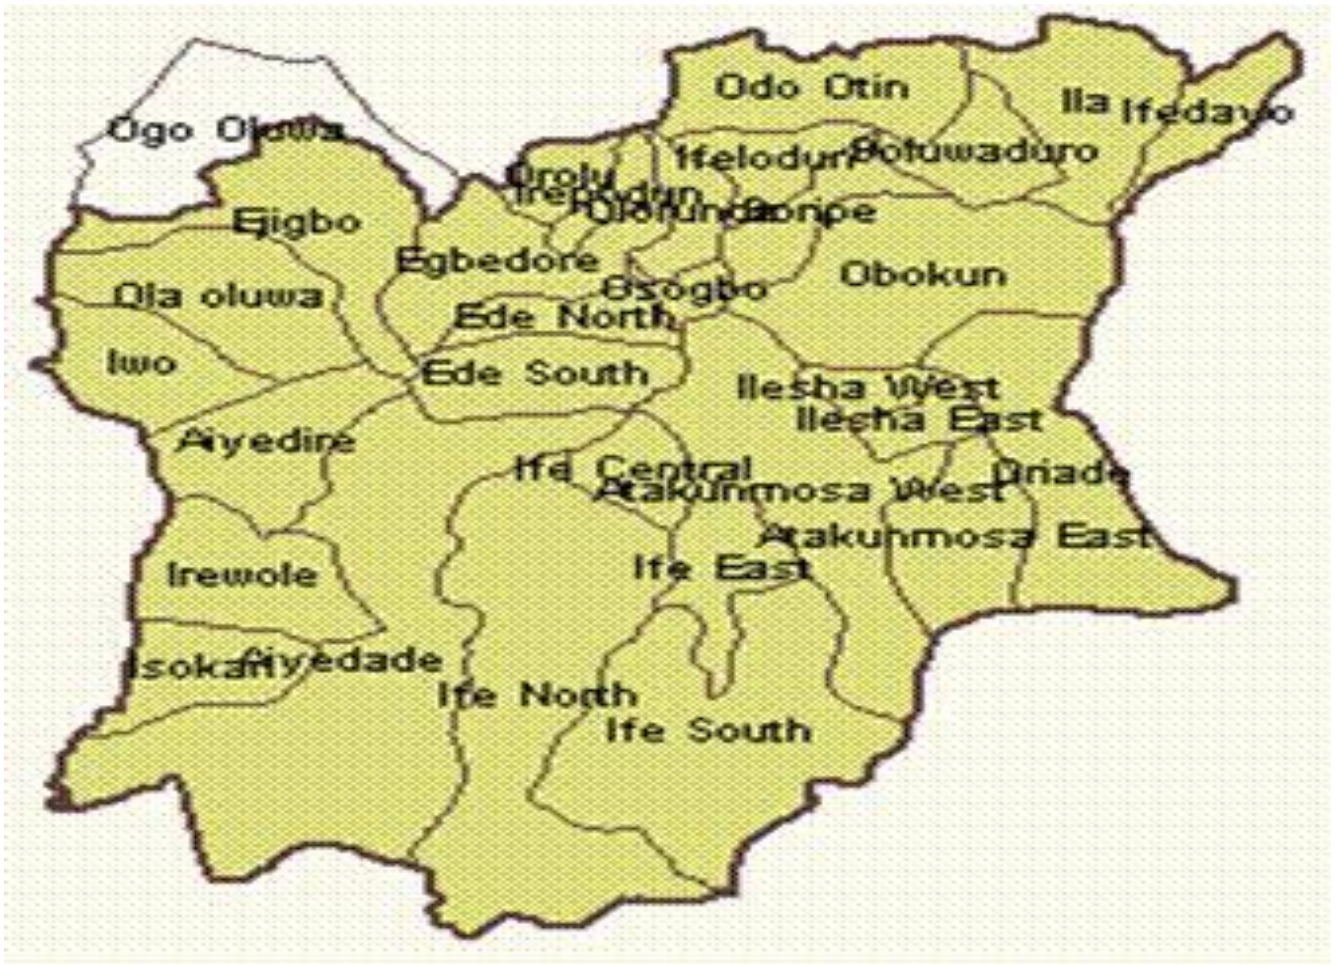 Odo Otin
Ila
Ifedayo
Ogo Oluwa
Ifelodun
Boluwaduro
Orolu
Irepodun
Olorunda
Boripe
Ejigbo
Egbedore
Obokun
Osogbo
Ola oluwa
Ede North
Iwo
Ede South
Ilesha West
Ilesha East
Aiyedire
Ife Central
Oriade
Atakunmosa West
Atakunmosa East
Ife East
Irewole
Isokan
Aiyedade
Ife North
Ife South